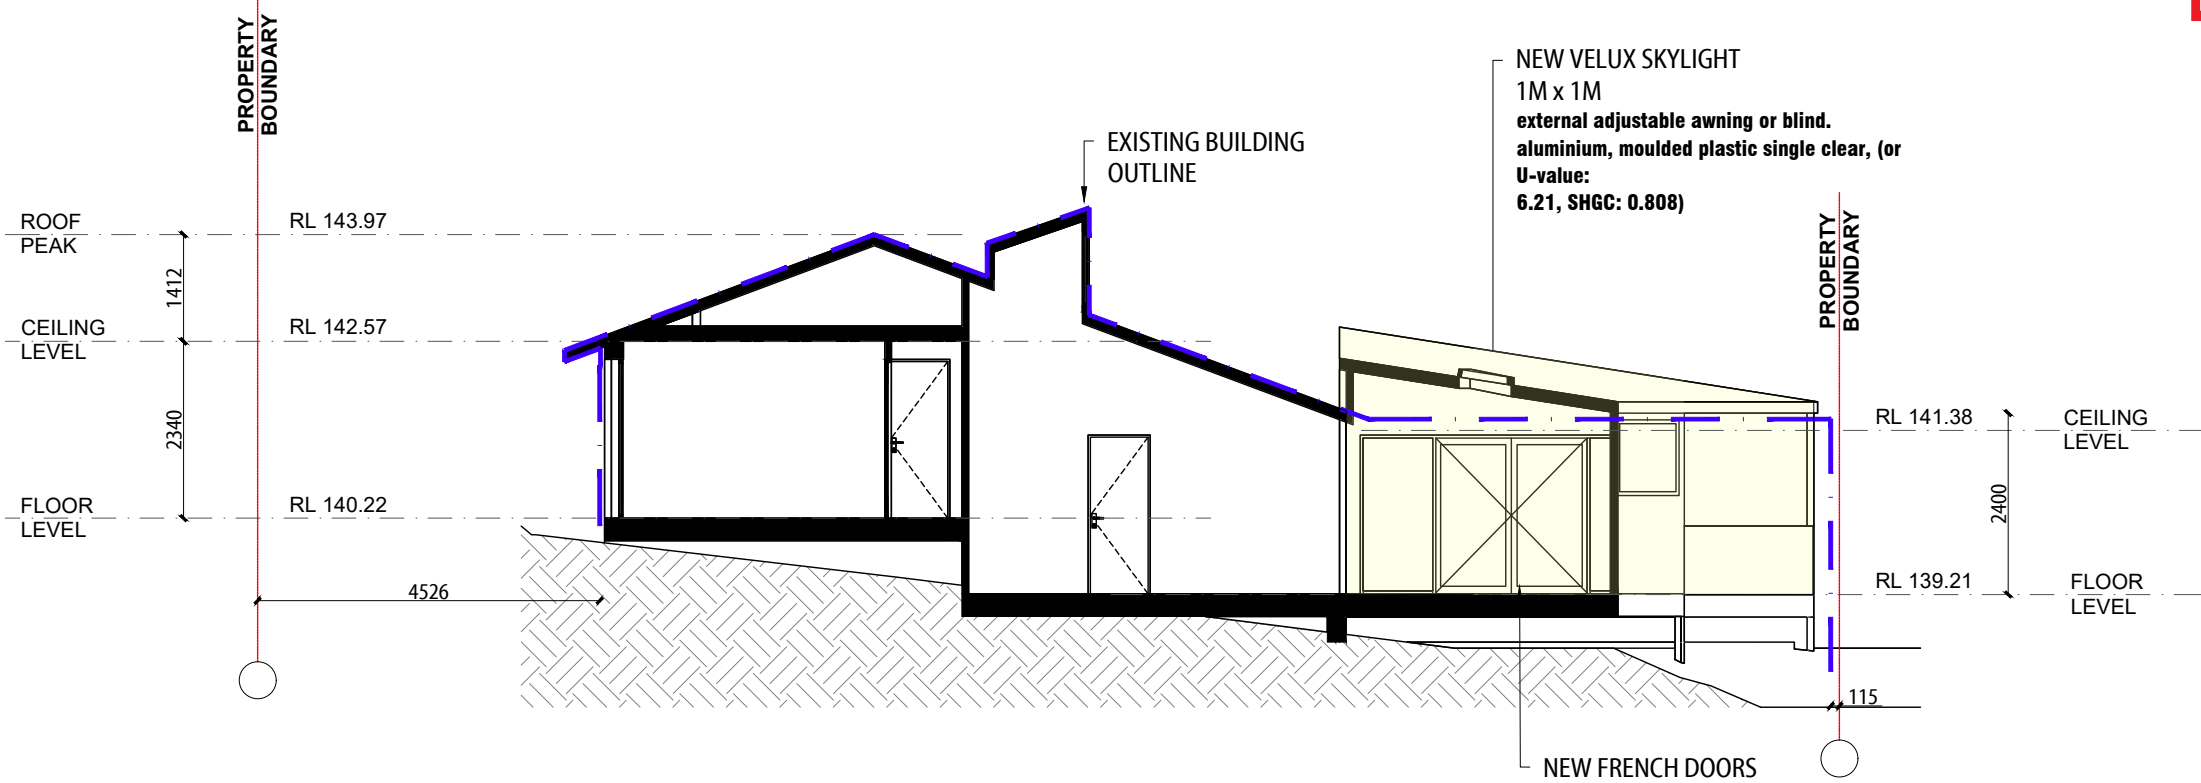 PROPERTY
BOUNDARY
NEW VELUX SKYLIGHT
1M x 1M
external adjustable awning or blind.
aluminium, moulded plastic single clear, (or
U-value:
6.21, SHGC: 0.808)
EXISTING BUILDING
OUTLINE
ROOF
PEAK
RL 143.97
1412
CEILING
LEVEL
RL 142.57
2340
FLOOR
LEVEL
RL 140.22
4526
PROPERTY
BOUNDARY
RL 141.38
CEILING
LEVEL
2400
RL 139.21
FLOOR
LEVEL
115
NEW FRENCH DOORS